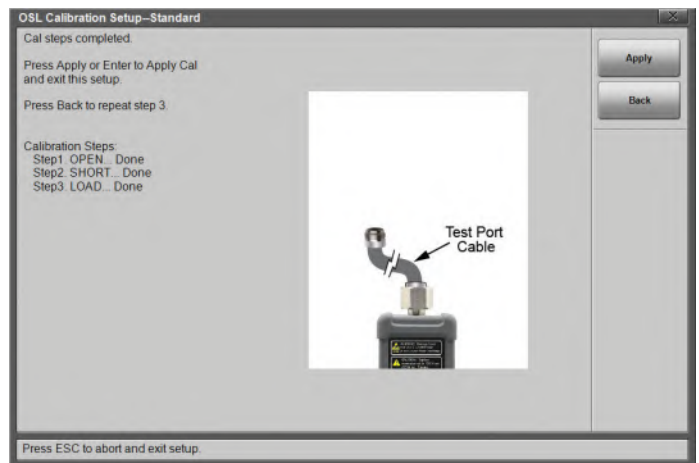 OSL Calibration Setup–Standard
Cal steps completed.
Apply
Press Apply or Enter to Apply Cal
and exit this setup.
Back
Press Back to repeat step 3.
Calibration Steps:
Step1. OPEN... Done
Step2. SHORT... Done
Step3. LOAD... Done
Test Port
Cable
Press ESC to abort and exit setup.